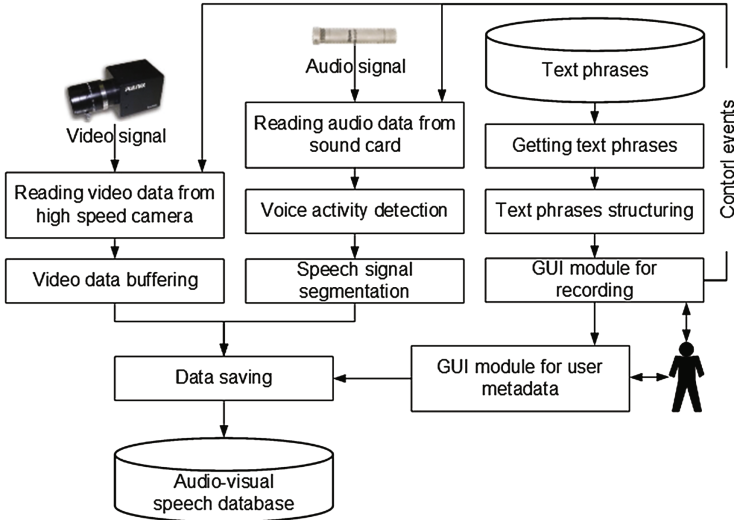 Video signal
Reading video data from
high speed camera
Video data buffering
Audio signal
Reading audio data from
sound card
Voice activity detection
Speech signal
segmentation
Text phrases
Getting text phrases
Text phrases structuring
GUI module for
recording
Contorl events
GUI module for user
metadata
Data saving
Audio-visual
speech database